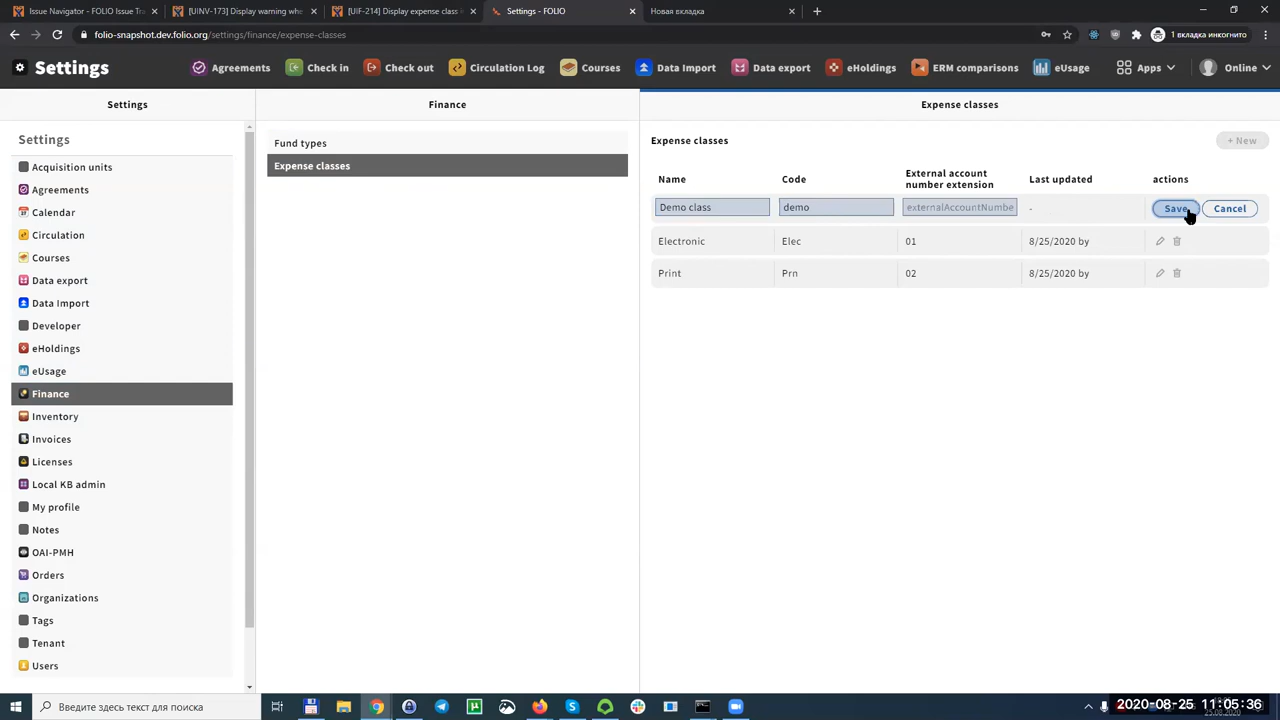 Issue Navigator - FOLIO Issue Tra
[UINV-173] Display warning whe
[UIF-214] Display expense class
Settings - FOLIO
Новая вкладка
folio-snapshot.dev.folio.org/settings/finance/expense-classes
1 вкладка инкогнито
Settings
Agreements
Check in
Check out
Circulation Log
Courses
Data Import
Data export
eHoldings
ERM comparisons
eUsage
Apps
Online
Settings
Finance
Expense classes
Settings
Acquisition units
Agreements
Calendar
Circulation
Courses
Data export
Data Import
Developer
eHoldings
eUsage
Finance
Inventory
Invoices
Licenses
Local KB admin
My profile
Notes
OAI-PMH
Orders
Organizations
Tags
Tenant
Users
Fund types
Expense classes
Expense classes
+ New
Name
Code
External account
number extension
Last updated
actions
Demo class
demo
externalAccountNumbe
-
Save
Cancel
Electronic
Elec
01
8/25/2020 by
Print
Prn
02
8/25/2020 by
Введите здесь текст для поиска
2020-08-25 11:05:36